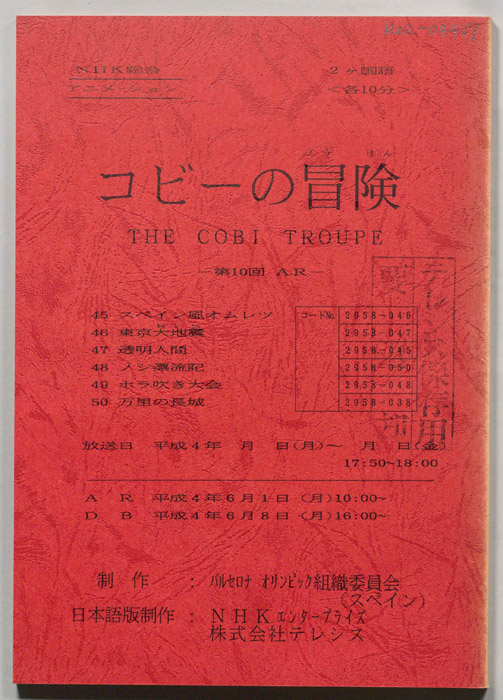 NHK総合
アニメーション
2ヶ国語
<各10分>
コビーの冒険
THE COBI TROUPE
—第10回 AR—
45 スペイン風オムレツ
46 東京大地震
47 透明人間
48 ノシ漂流記
49 ホラ吹き大会
50 万里の長城
コードNo. 2958-046
2958-047
2958-045
2958-050
2958-048
2958-038
放送日 平成4年 月 日(月)～ 月 日金
17:50~18:00
AR 平成4年6月1日(月)10:00~
DB 平成4年6月8日(月)16:00~
制作 : バルセロナ オリンピック組織委員会
(スペイン)
日本語版制作 : NHKエンタープライズ
株式会社テレシス